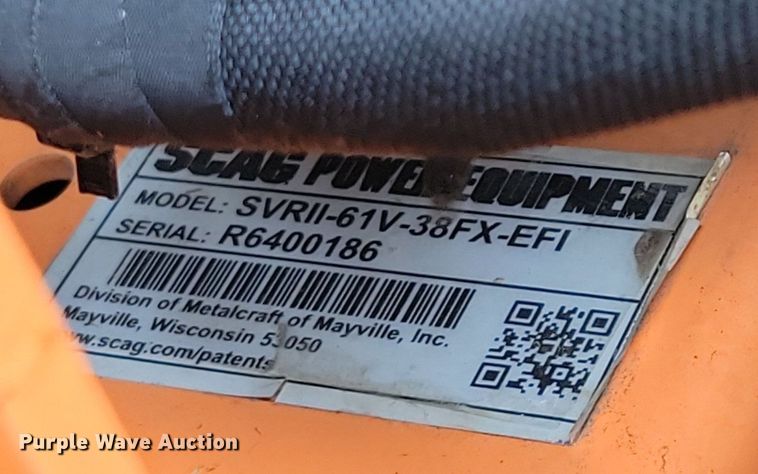 SCAG POWER EQUIPMENT
MODEL: SVRII-61V-38FX-EFI
SERIAL: R6400186
Division of Metalcraft of Mayville, Inc.
Mayville, Wisconsin 53050
www.scag.com/patents
Purple Wave Auction